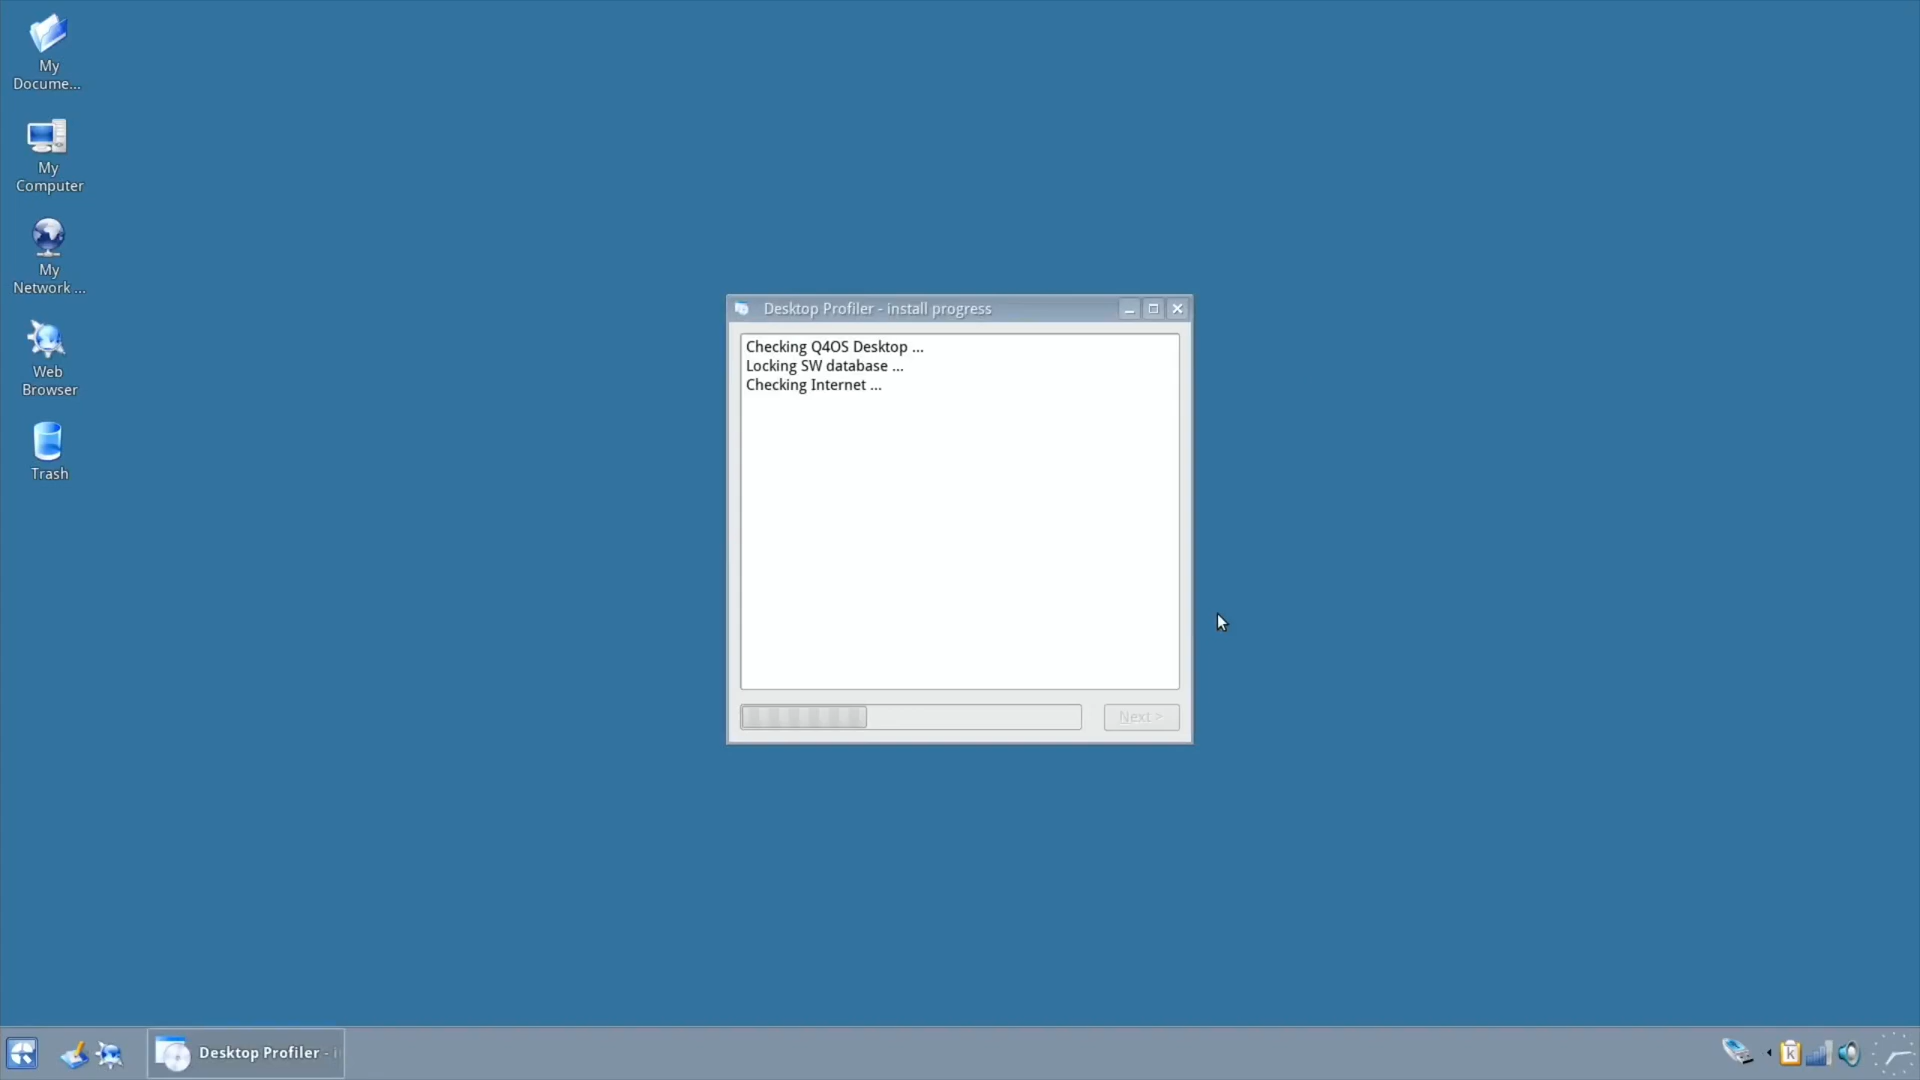 My
Docume...
My
Computer
My
Network ...
Web
Browser
Trash
Desktop Profiler - install progress
Checking Q4OS Desktop ...
Locking SW database ...
Checking Internet ...
Next >
Desktop Profiler - i
k